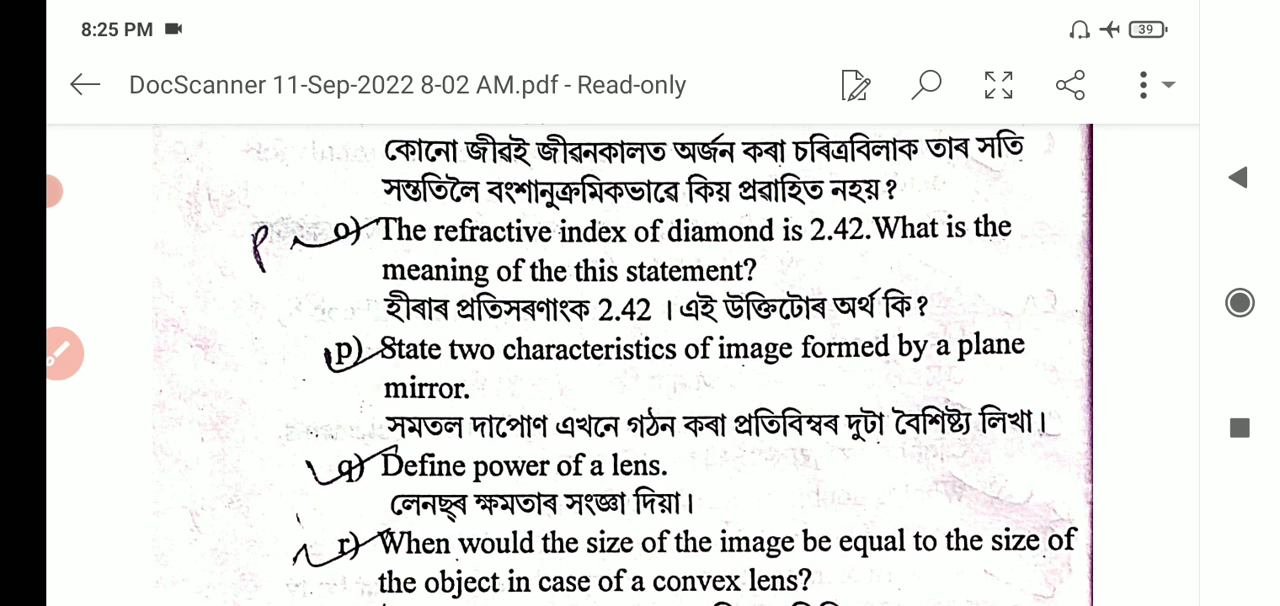 8:25 PM
39
DocScanner 11-Sep-2022 8-02 AM.pdf - Read-only
কোনো জীৱই জীৱনকালত অৰ্জন কৰা চৰিত্ৰবিলাক তাৰ সতি
সন্ততিলৈ বংশানুক্ৰমিকভাৱে কিয় প্ৰৱাহিত নহয় ?
o) The refractive index of diamond is 2.42.What is the
meaning of the this statement?
হীৰাৰ প্ৰতিসৰণাংক 2.42 । এই উক্তিটোৰ অৰ্থ কি ?
p) State two characteristics of image formed by a plane
mirror.
সমতল দাপোণ এখনে গঠন কৰা প্ৰতিবিম্বৰ দুটা বৈশিষ্ট্য লিখা।
q) Define power of a lens.
লেনছ্‌ৰ ক্ষমতাৰ সংজ্ঞা দিয়া।
r) When would the size of the image be equal to the size of
the object in case of a convex lens?